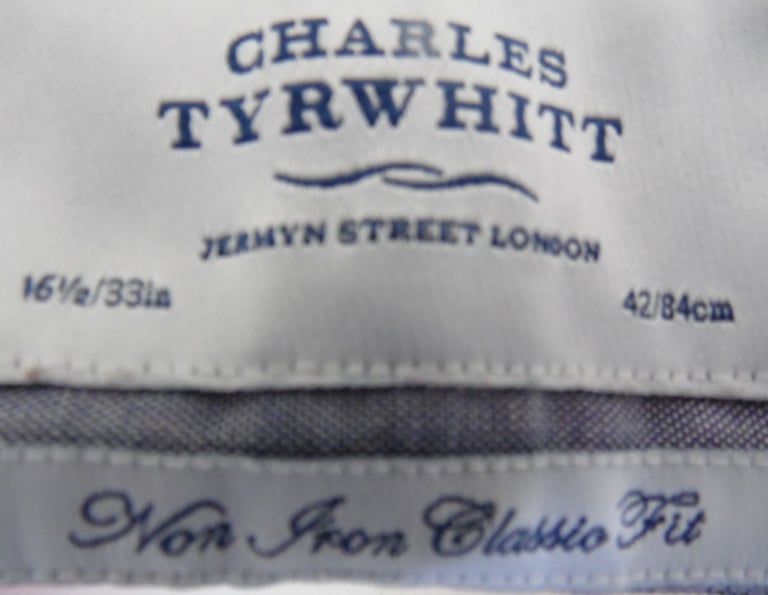 CHARLES
TYRWHITT
JERMYN STREET LONDON
16½/33in 42/84cm
Non Iron Classic Fit